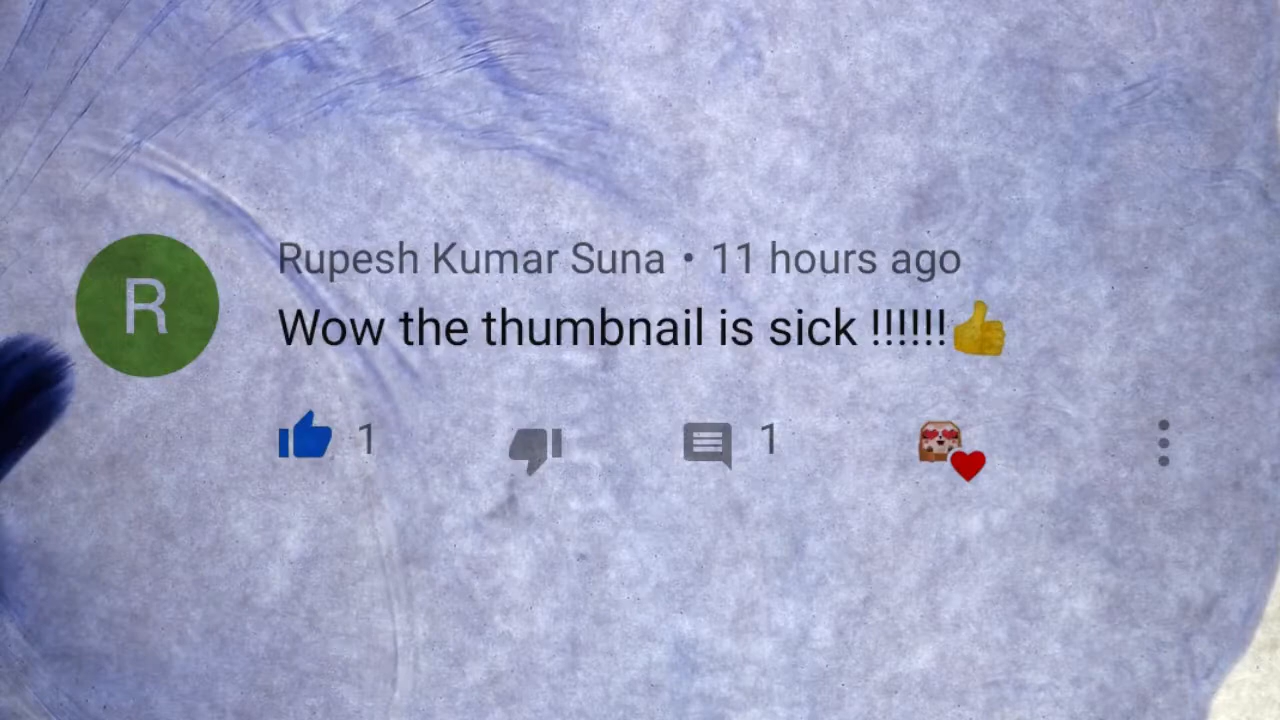 R
Rupesh Kumar Suna • 11 hours ago
Wow the thumbnail is sick !!!!!!👍
1
1